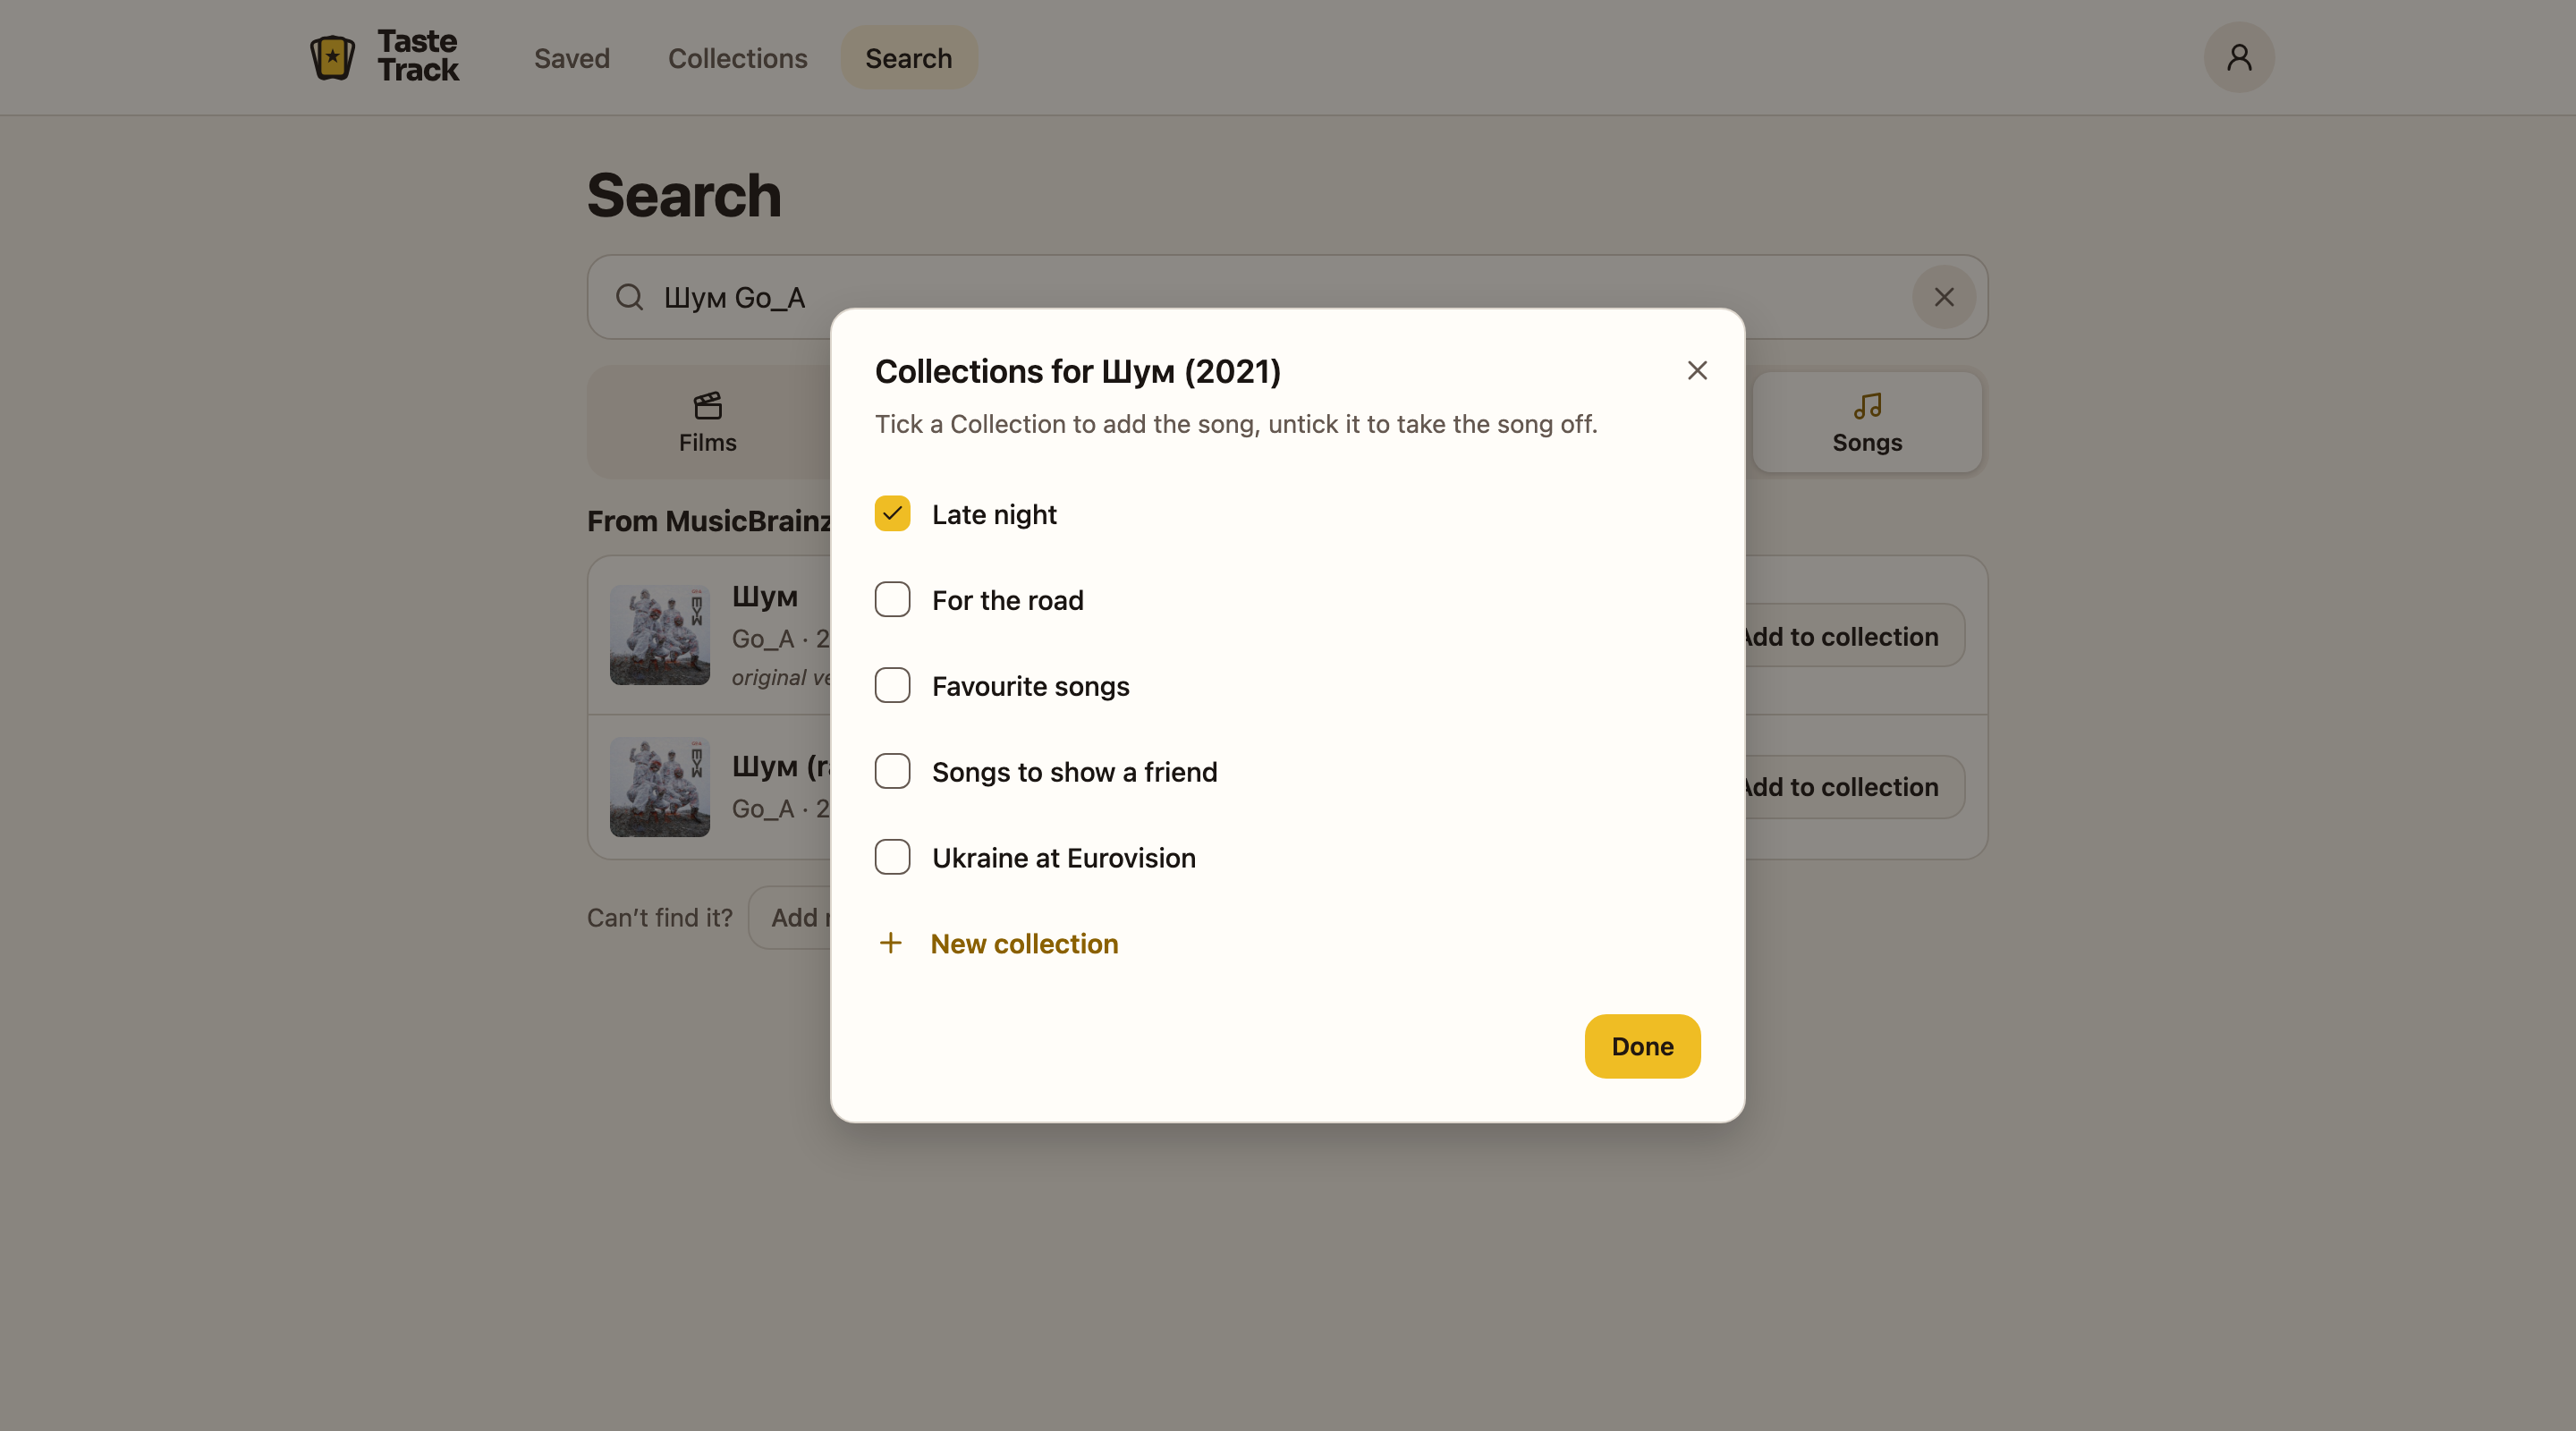 Taste
Track
Saved
Collections
Search
Search
Шум Go_A
Collections for Шум (2021)
Tick a Collection to add the song, untick it to take the song off.
Films
Songs
Late night
For the road
Favourite songs
Songs to show a friend
Ukraine at Eurovision
New collection
Done
From MusicBrainz
Шум
Go_A · 2
original
Add to collection
ШУМ
Шум
Go_A · 2
Add to collection
ШУМ
Can’t find it?
Add